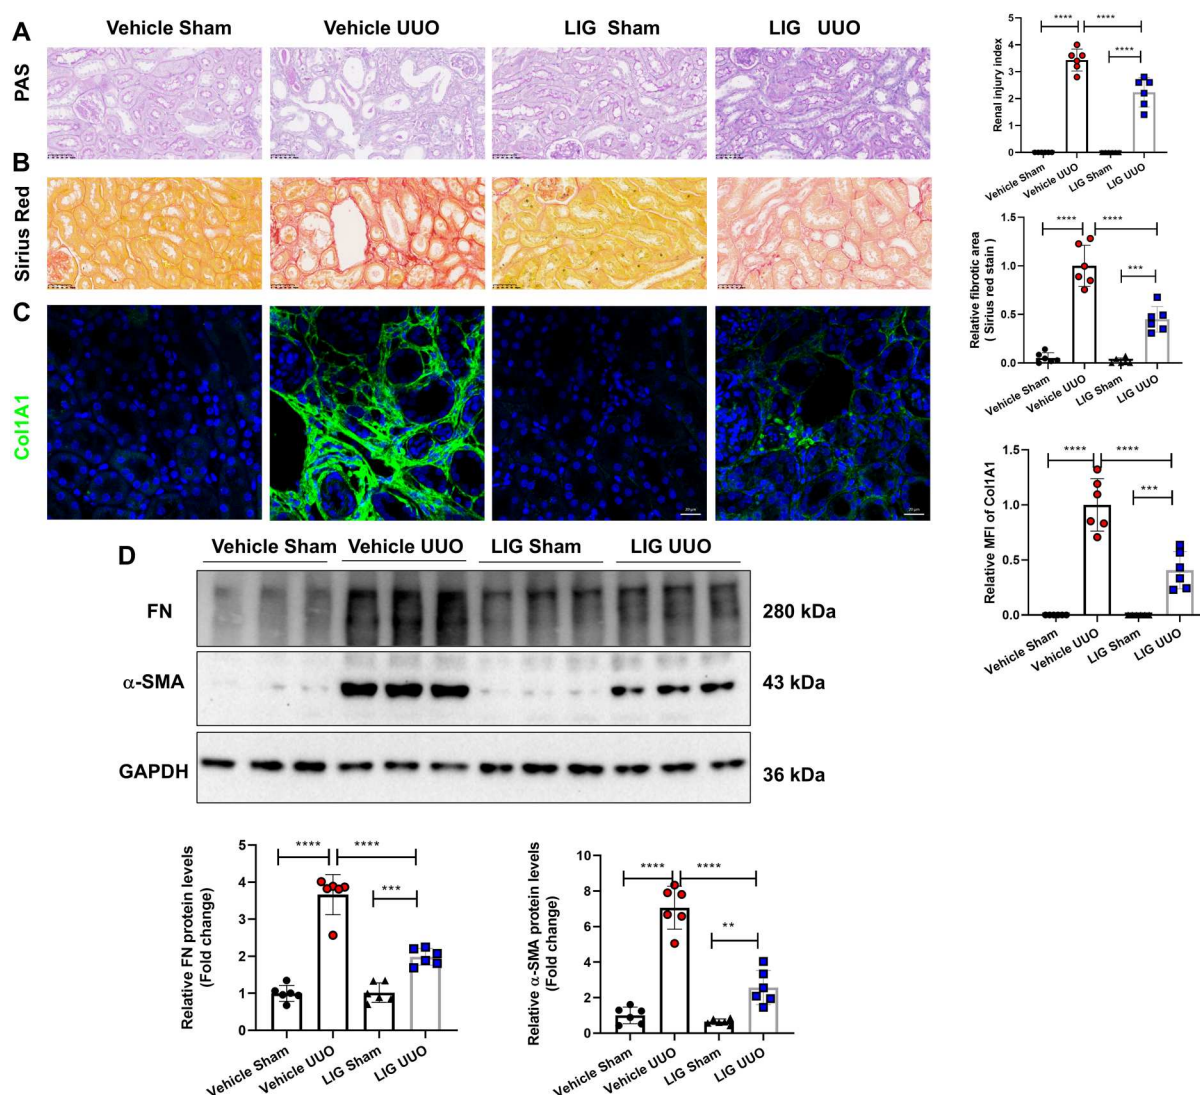 Vehicle Sham Vehicle UUO LIG Sham LIG UUO
A
PAS
B
Sirius Red
C
Col1A1
20 μm
20 μm
Renal injury index
5
4
3
2
1
0
**** ****
****
Vehicle Sham
Vehicle UUO
LIG Sham
LIG UUO
Relative fibrotic area
( Sirius red stain )
1.5
1.0
0.5
0.0
**** ****
***
Vehicle Sham
Vehicle UUO
LIG Sham
LIG UUO
Relative MFI of Col1A1
1.5
1.0
0.5
0.0
**** ****
***
Vehicle Sham
Vehicle UUO
LIG Sham
LIG UUO
D
Vehicle Sham Vehicle UUO LIG Sham LIG UUO
FN 280 kDa
α-SMA 43 kDa
GAPDH 36 kDa
Relative FN protein levels
(Fold change)
5
4
3
2
1
0
**** ****
***
Vehicle Sham
Vehicle UUO
LIG Sham
LIG UUO
Relative α-SMA protein levels
(Fold change)
10
8
6
4
2
0
**** ****
**
Vehicle Sham
Vehicle UUO
LIG Sham
LIG UUO